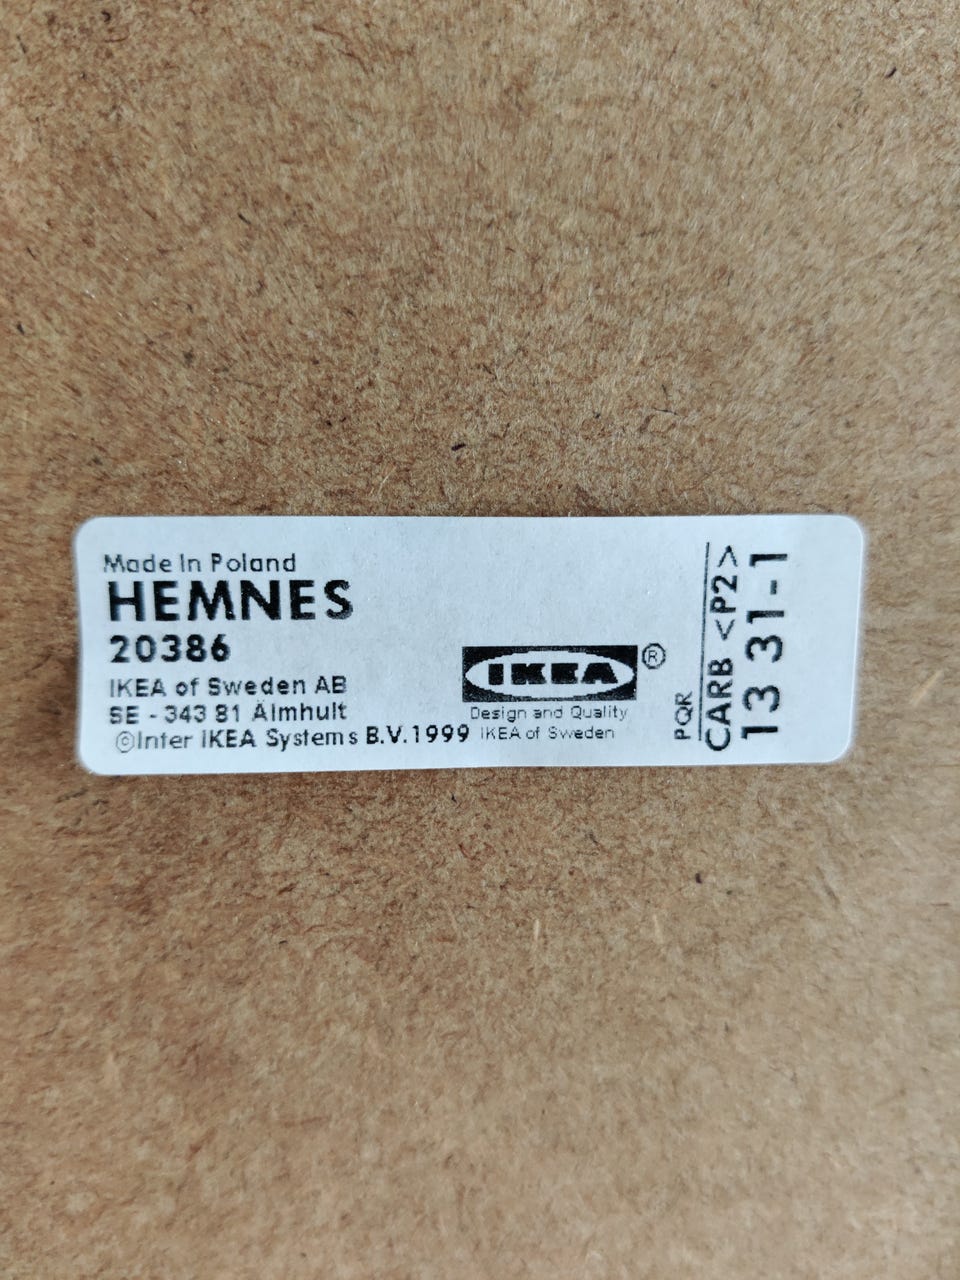 Made In Poland
HEMNES
20386
IKEA of Sweden AB
SE - 343 81 Älmhult
©Inter IKEA Systems B.V.1999
IKEA®
Design and Quality
IKEA of Sweden
PQR
CARB <P2>
13 31-1